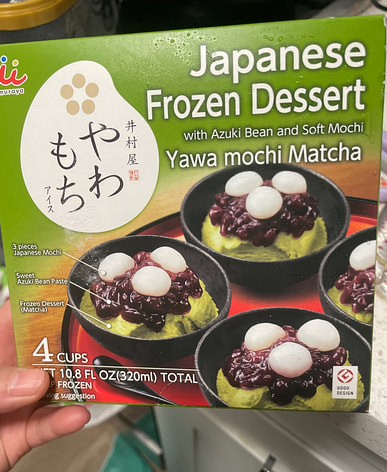 Japanese
Frozen Dessert
with Azuki Bean and Soft Mochi
Yawa mochi Matcha
井村屋
やわ
もち
アイス
3 pieces
Japanese Mochi
Sweet
Azuki Bean Paste
Frozen Dessert
(Matcha)
4 CUPS
NET 10.8 FL OZ(320ml) TOTAL
FROZEN
suggestion
GOOD
DESIGN